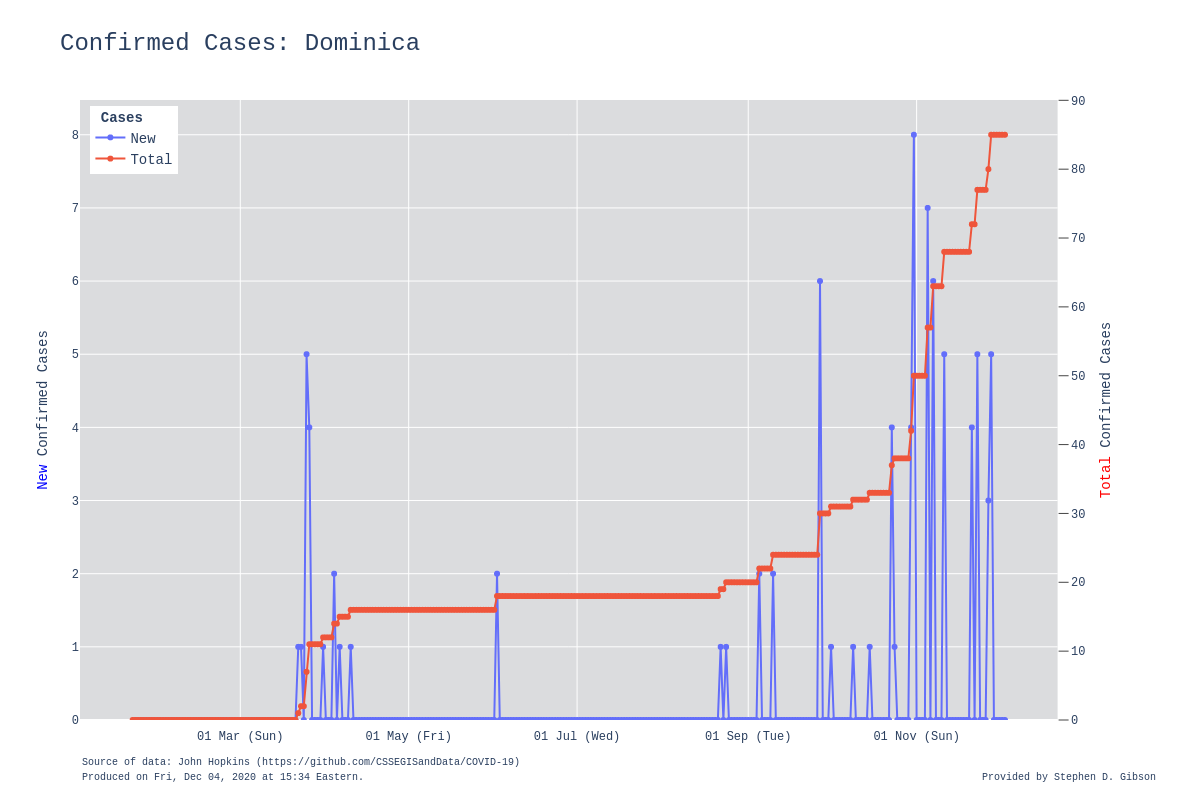 Confirmed Cases: Dominica
Cases
New
Total
8
7
6
5
4
3
2
1
0
90
80
70
60
50
40
30
20
10
0
New Confirmed Cases
Total Confirmed Cases
01 Mar (Sun)
01 May (Fri)
01 Jul (Wed)
01 Sep (Tue)
01 Nov (Sun)
Source of data: John Hopkins (https://github.com/CSSEGISandData/COVID-19)
Produced on Fri, Dec 04, 2020 at 15:34 Eastern.
Provided by Stephen D. Gibson